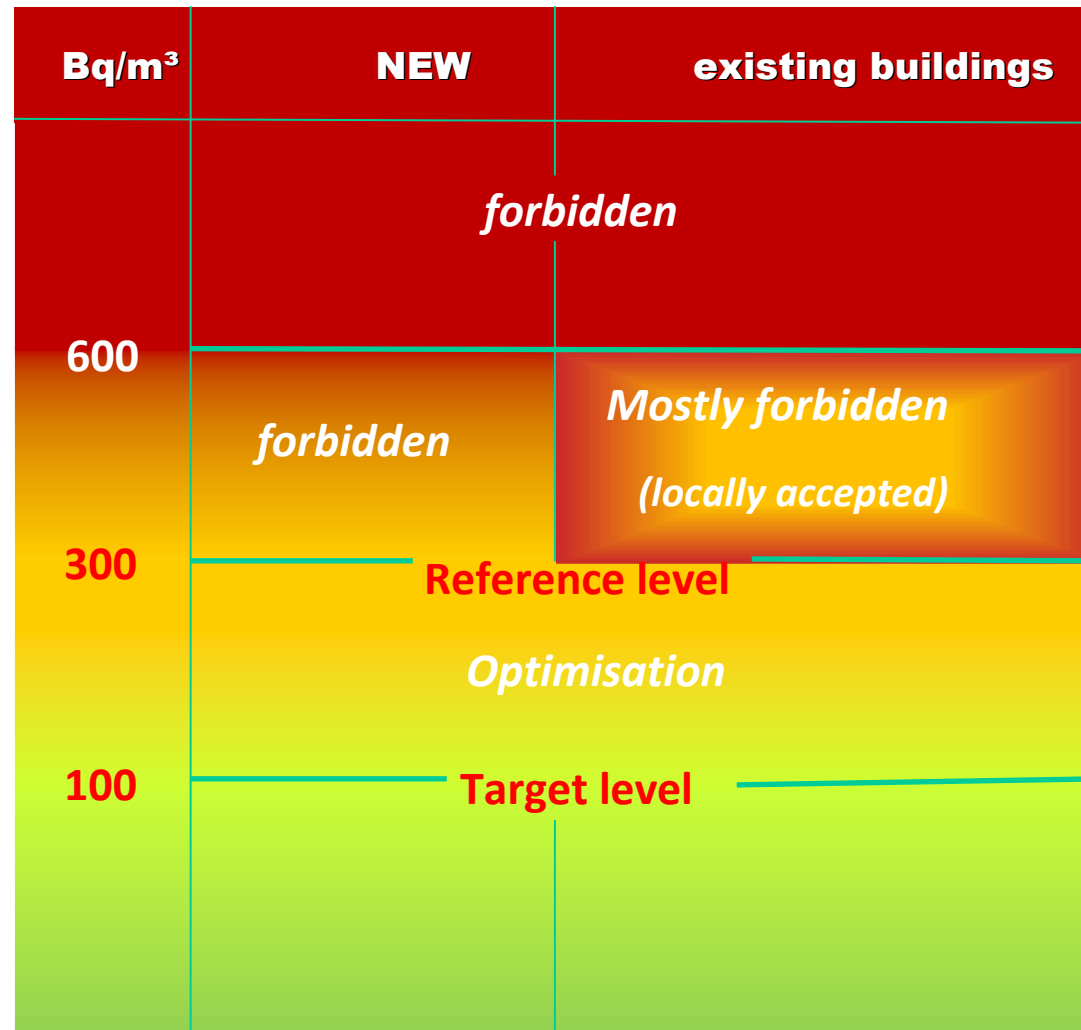 Bq/m³ NEW existing buildings
forbidden
600
Mostly forbidden
forbidden
(locally accepted)
300
Reference level
Optimisation
100 Target level